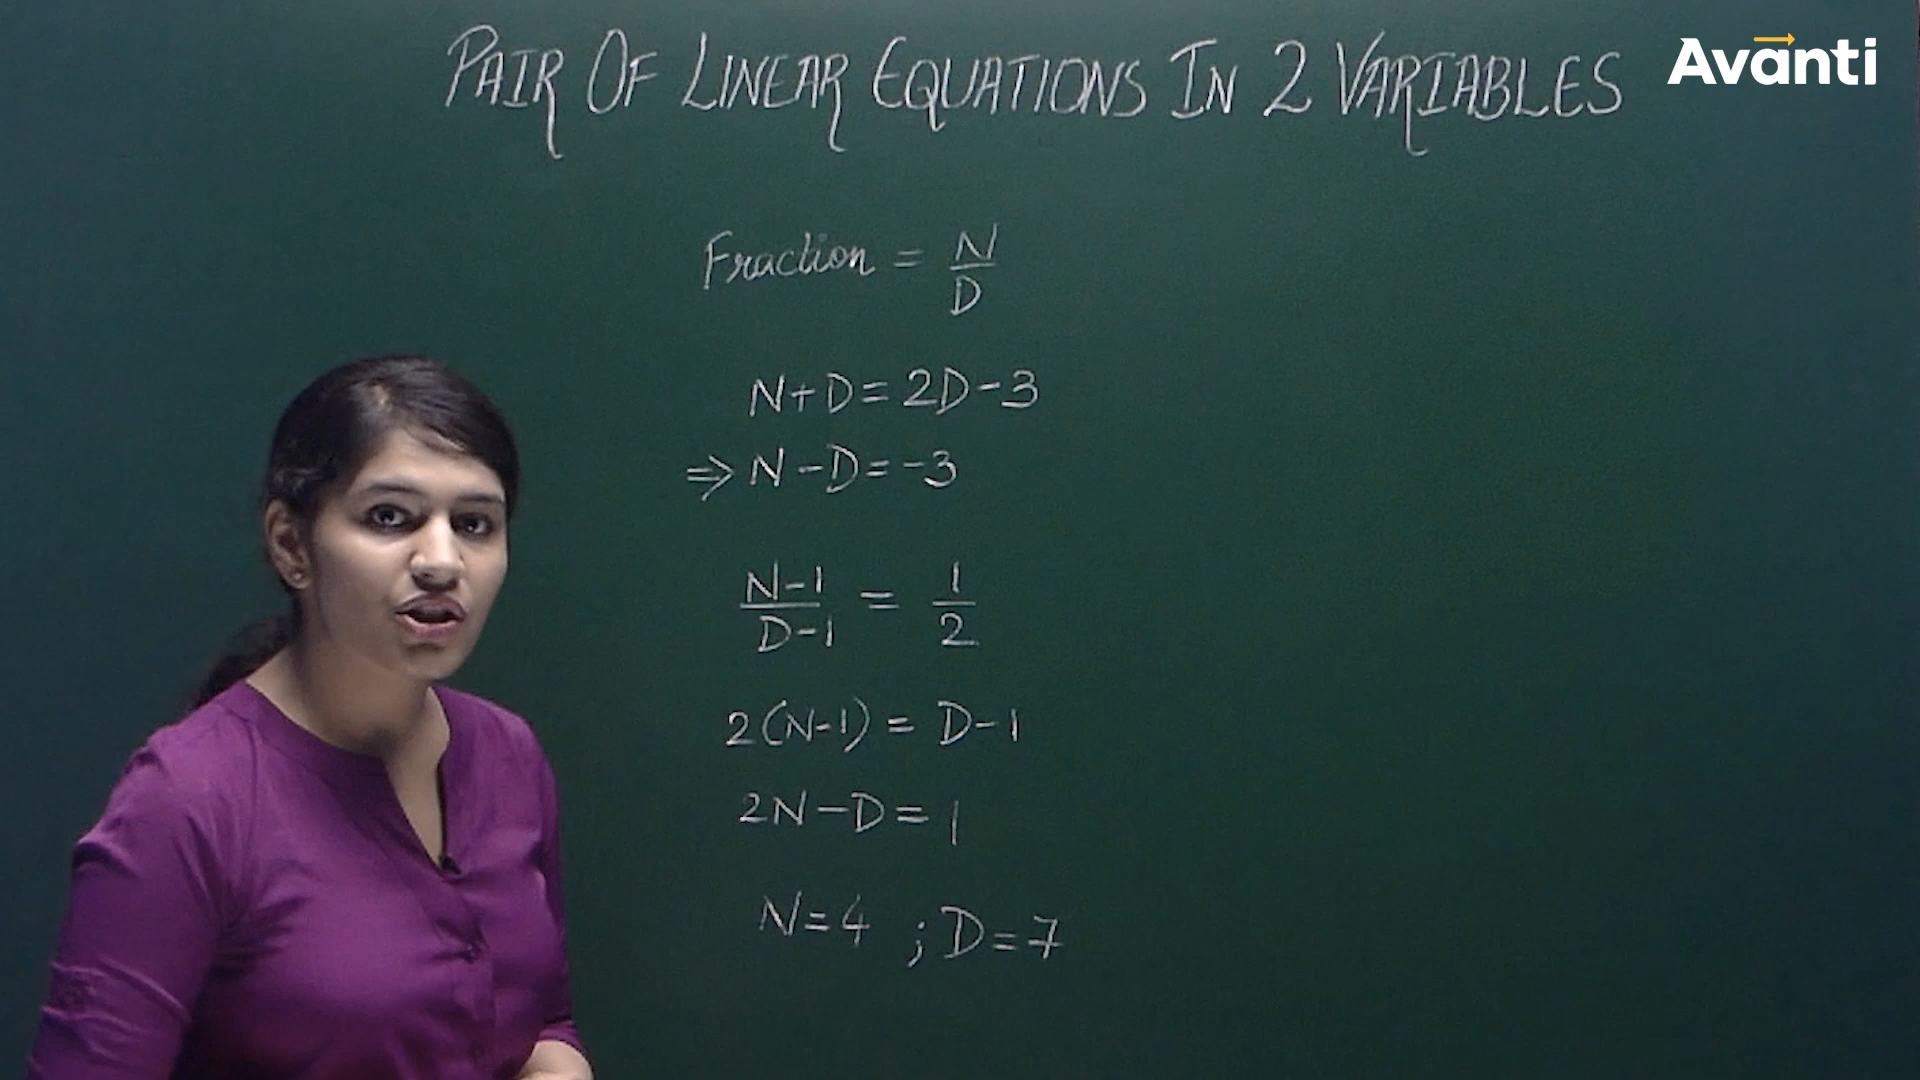 PAIR OF LINEAR EQUATIONS IN 2 VARIABLES
Avanti
Fraction = N/D
N+D=2D-3
⇒ N-D=-3
N-1/D-1 = 1/2
2(N-1) = D-1
2N-D=1
N=4 ; D=7